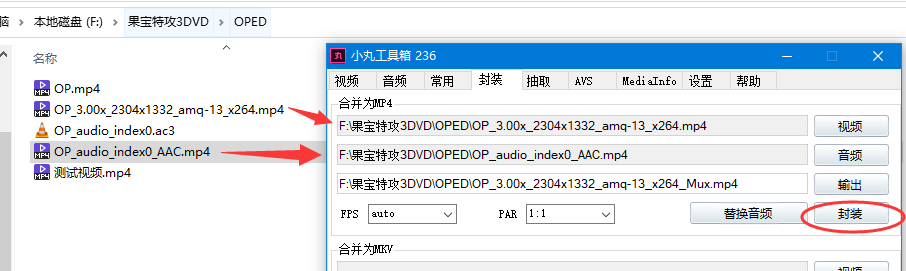 脑 > 本地磁盘 (F:) > 果宝特攻3DVD > OPED
名称
OP.mp4
OP_3.00x_2304x1332_amq-13_x264.mp4
OP_audio_index0.ac3
OP_audio_index0_AAC.mp4
测试视频.mp4
小丸工具箱 236
视频 音频 常用 封装 抽取 AVS MediaInfo 设置 帮助
合并为MP4
F:\果宝特攻3DVD\OPED\OP_3.00x_2304x1332_amq-13_x264.mp4 视频
F:\果宝特攻3DVD\OPED\OP_audio_index0_AAC.mp4 音频
F:\果宝特攻3DVD\OPED\OP_3.00x_2304x1332_amq-13_x264_Mux.mp4 输出
FPS auto PAR 1:1 替换音频 封装
合并为MKV
视频